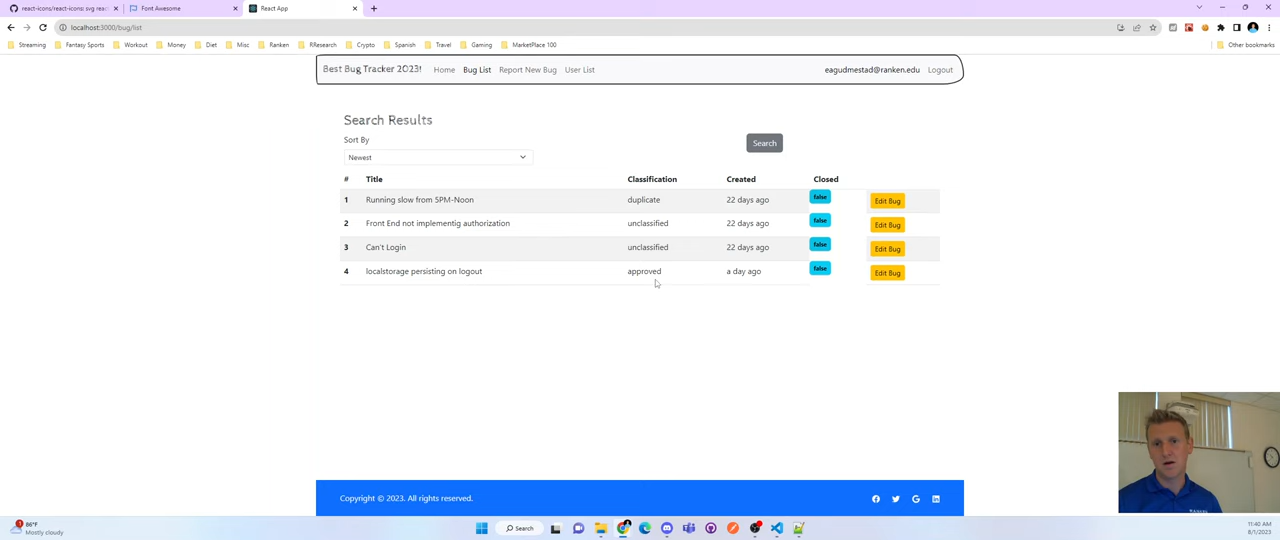 react-icons/react-icons: svg reac
Font Awesome
React App
localhost:3000/bug/list
Streaming
Fantasy Sports
Workout
Money
Diet
Misc
Ranken
RResearch
Crypto
Spanish
Travel
Gaming
MarketPlace 100
Other bookmarks
Best Bug Tracker 2023! Home Bug List Report New Bug User List eagudmestad@ranken.edu Logout
Search Results
Sort By
Search
Newest
# Title Classification Created Closed
1 Running slow from 5PM-Noon duplicate 22 days ago false Edit Bug
2 Front End not implementig authorization unclassified 22 days ago false Edit Bug
3 Can't Login unclassified 22 days ago false Edit Bug
4 localstorage persisting on logout approved a day ago false Edit Bug
Copyright © 2023. All rights reserved.
86°F
Mostly cloudy
Search
11:40 AM
8/1/2023